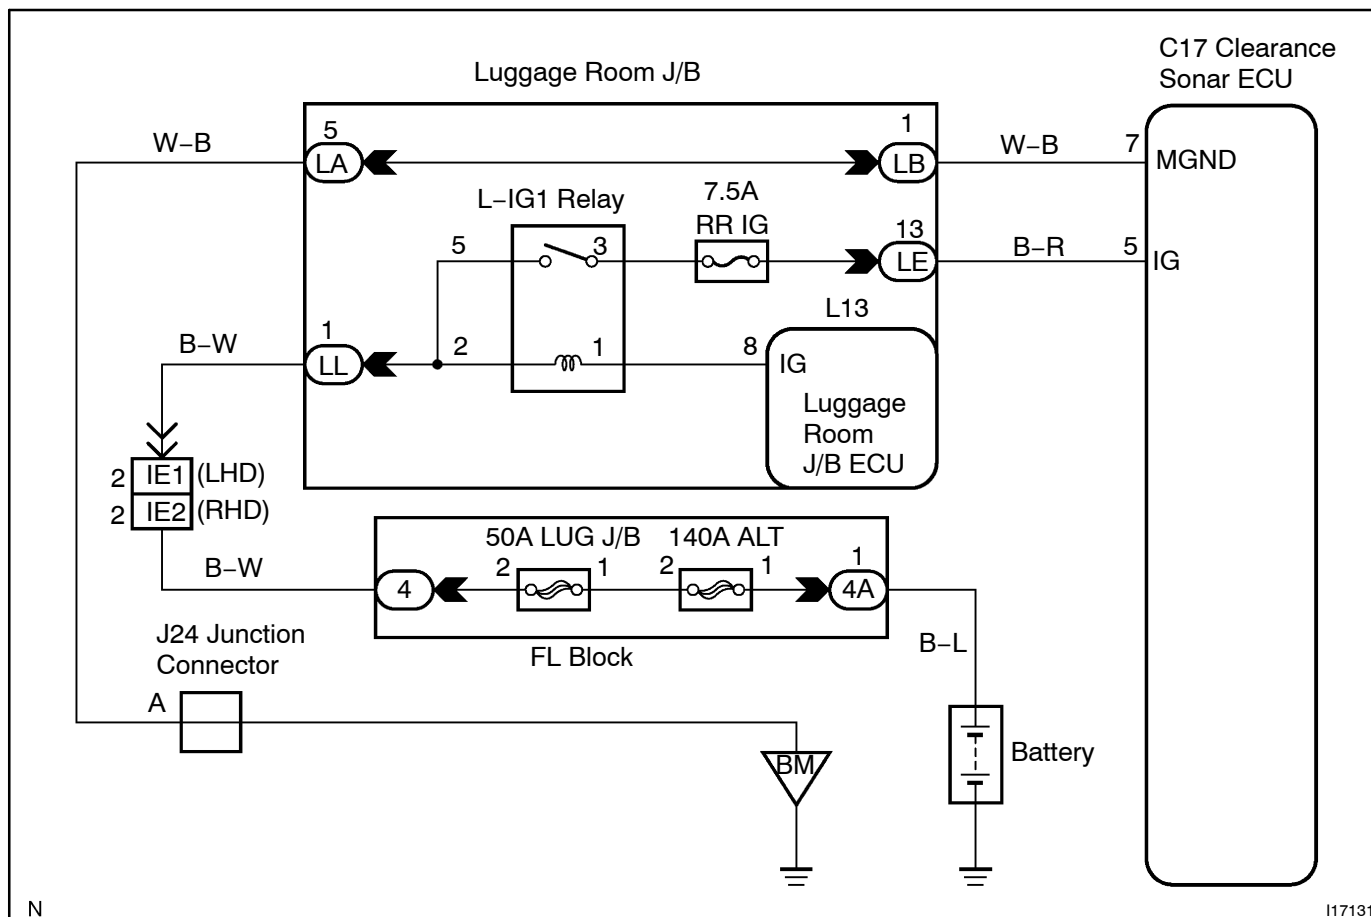 C17 Clearance
Sonar ECU
Luggage Room J/B
W–B
5
LA
1
LB
W–B
7
MGND
L–IG1 Relay
7.5A
RR IG
5
3
13
LE
B–R
5
IG
L13
B–W
1
LL
2
1
8
IG
Luggage
Room
J/B ECU
2
IE1
(LHD)
2
IE2
(RHD)
50A LUG J/B
140A ALT
B–W
4
2
1
2
1
1
4A
FL Block
B–L
J24 Junction
Connector
A
BM
Battery
N
I17131